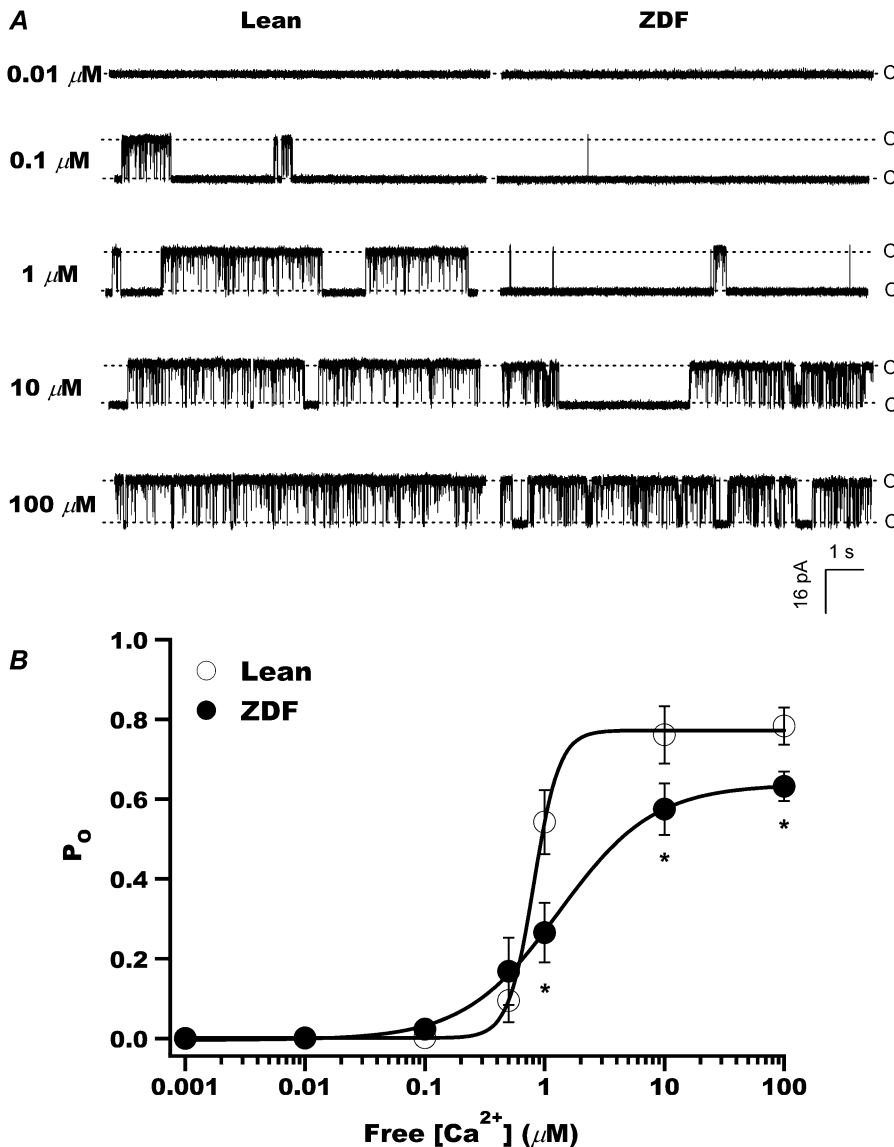 A Lean ZDF
0.01 μM
0.1 μM
1 μM
10 μM
100 μM
1 s
16 pA
B
Lean
ZDF
1.0
0.8
0.6
0.4
0.2
0.0
P_O
*
*
*
0.001 0.01 0.1 1 10 100
Free [Ca²⁺] (μM)